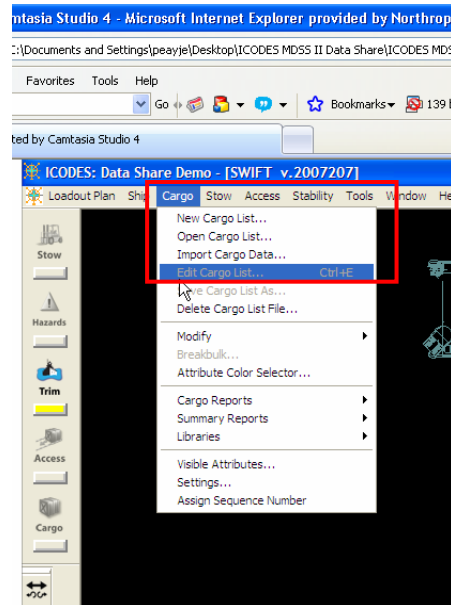 mtasia Studio 4 - Microsoft Internet Explorer provided by Northrop
:\Documents and Settings\peayje\Desktop\ICODES MDSS II Data Share\ICODES MDS
Favorites Tools Help
Go Bookmarks 139
ted by Camtasia Studio 4
ICODES: Data Share Demo - [SWIFT v.2007207]
Loadout Plan Ship Cargo Stow Access Stability Tools Window He
New Cargo List...
Open Cargo List...
Import Cargo Data...
Edit Cargo List... Ctrl+E
Save Cargo List As...
Delete Cargo List File...
Modify
Breakbulk...
Attribute Color Selector...
Cargo Reports
Summary Reports
Libraries
Visible Attributes...
Settings...
Assign Sequence Number
Stow
Hazards
Trim
Access
Cargo